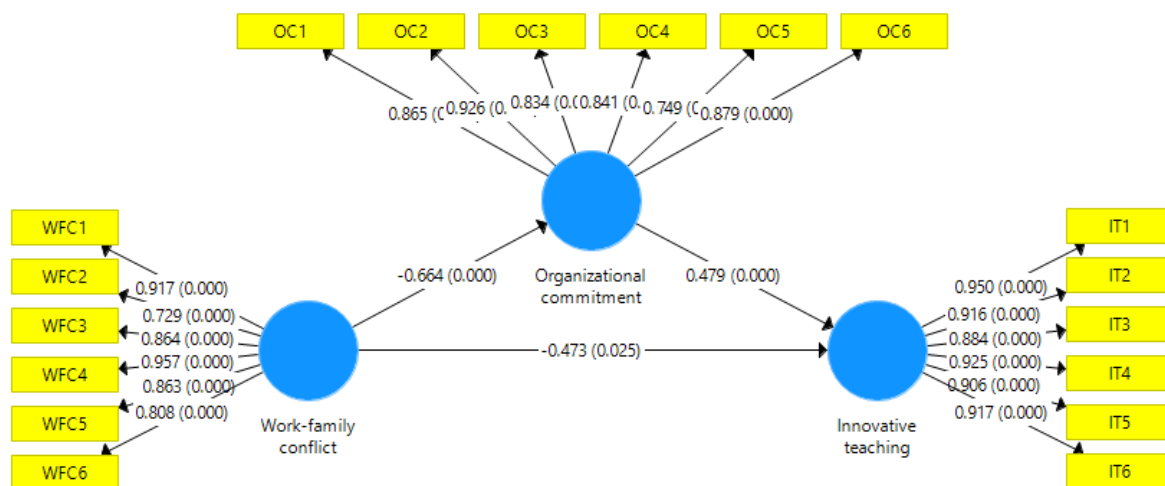 OC1
OC2
OC3
OC4
OC5
OC6
0.865
0.926
0.834
0.841
0.749
0.879 (0.000)
WFC1
WFC2
WFC3
WFC4
WFC5
WFC6
0.917 (0.000)
0.729 (0.000)
0.864 (0.000)
0.957 (0.000)
0.863 (0.000)
0.808 (0.000)
Work-family
conflict
-0.664 (0.000)
Organizational
commitment
0.479 (0.000)
-0.473 (0.025)
Innovative
teaching
0.950 (0.000)
0.916 (0.000)
0.884 (0.000)
0.925 (0.000)
0.906 (0.000)
0.917 (0.000)
IT1
IT2
IT3
IT4
IT5
IT6